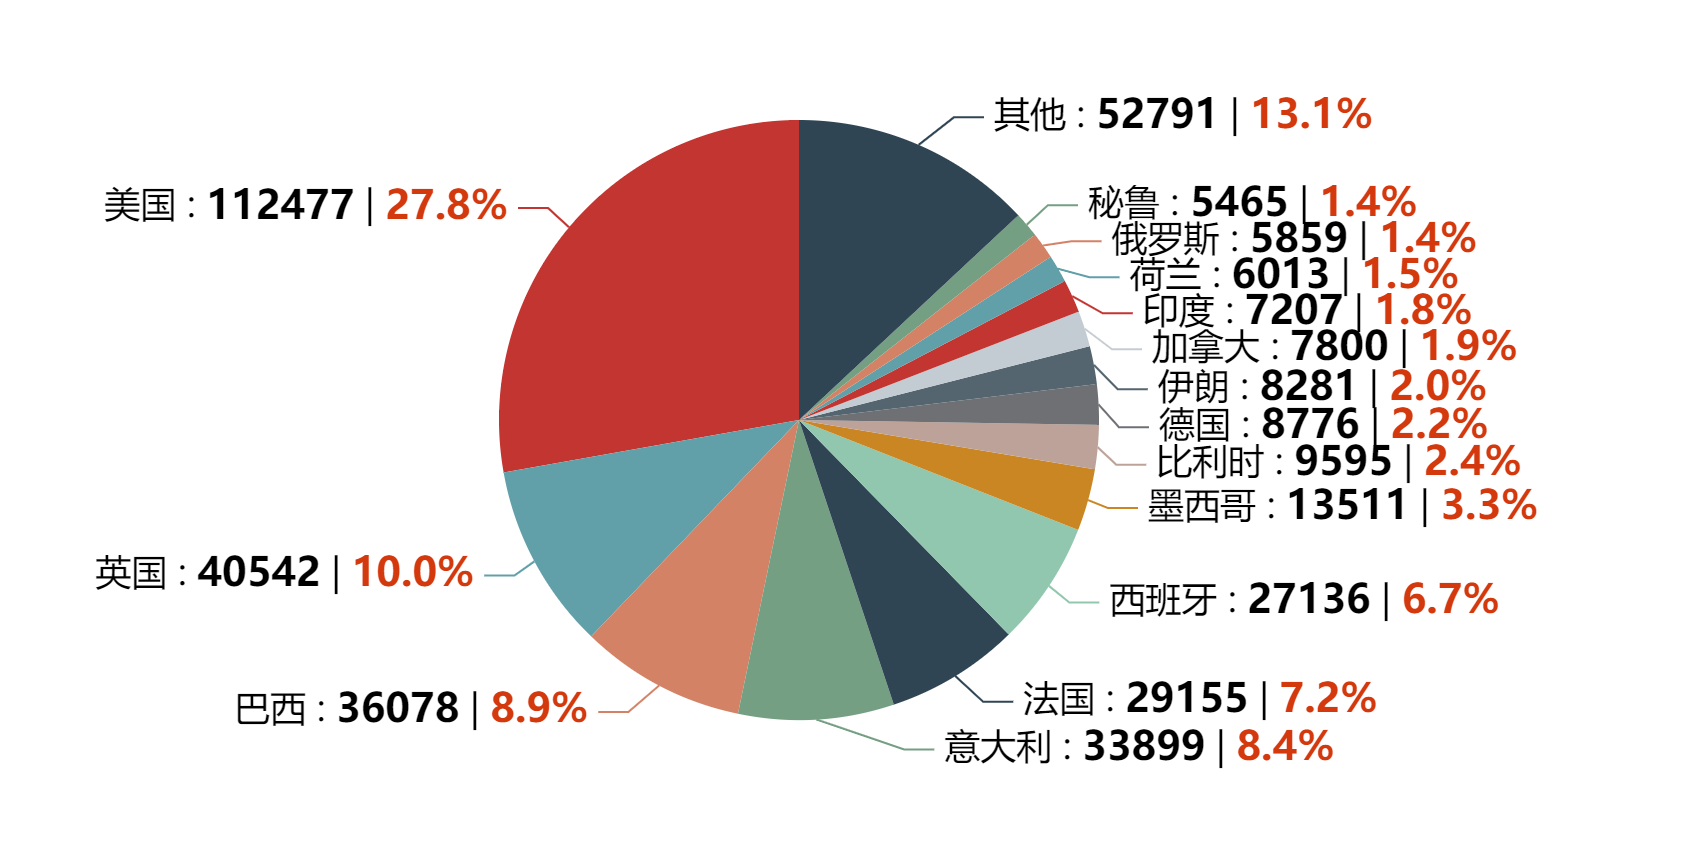 其他 : 52791 | 13.1%
秘鲁 : 5465 | 1.4%
美国 : 112477 | 27.8%
俄罗斯 : 5859 | 1.4%
荷兰 : 6013 | 1.5%
印度 : 7207 | 1.8%
加拿大 : 7800 | 1.9%
伊朗 : 8281 | 2.0%
德国 : 8776 | 2.2%
比利时 : 9595 | 2.4%
墨西哥 : 13511 | 3.3%
英国 : 40542 | 10.0%
西班牙 : 27136 | 6.7%
法国 : 29155 | 7.2%
巴西 : 36078 | 8.9%
意大利 : 33899 | 8.4%